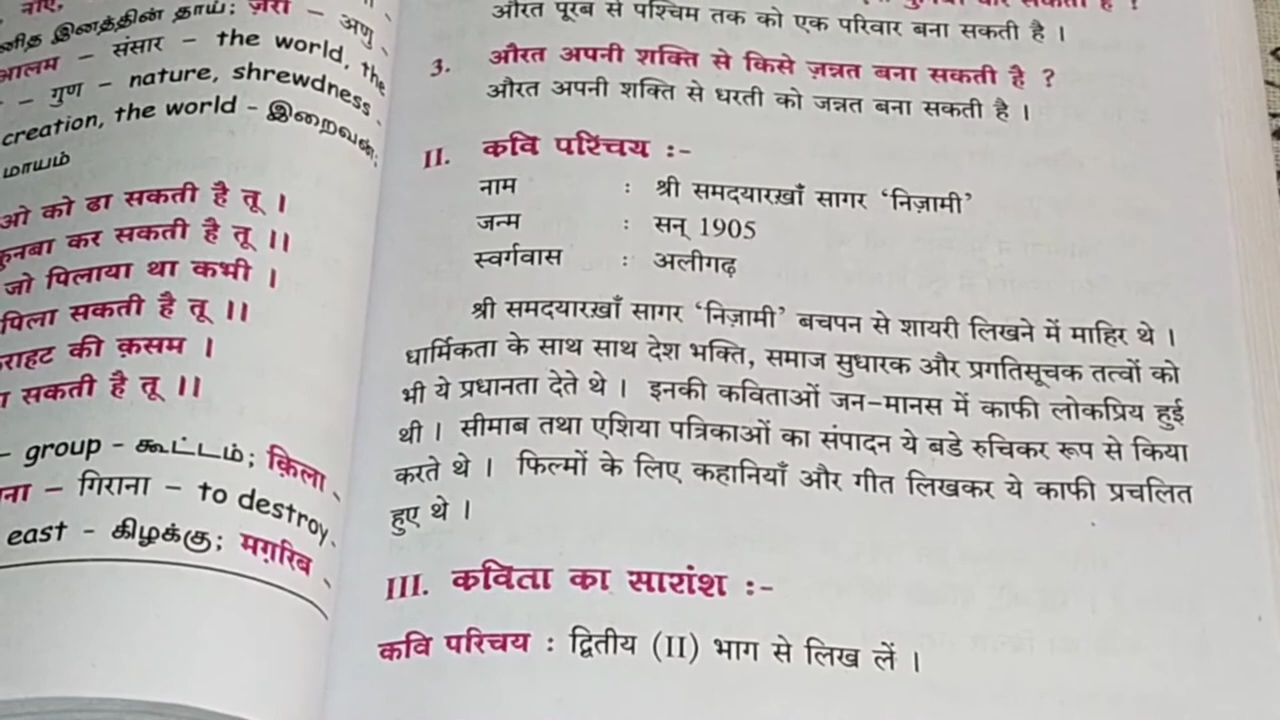 னித இனத்தின் தாய்; ज़र्रा – अणु
आलम – संसार – the world, the
– गुण – nature, shrewdness
creation, the world - இறைவன்;
மாயம்
ओ को ढा सकती है तू ।
कुनबा कर सकती है तू ।।
जो पिलाया था कभी ।
पिला सकती है तू ।।
राहट की क़सम ।
सकती है तू ।।
– group - கூட்டம்; क़िला
ना – गिराना – to destroy
east - கிழக்கு; मग़रिब
औरत पूरब से पश्चिम तक को एक परिवार बना सकती है ।
3. औरत अपनी शक्ति से किसे ज़न्नत बना सकती है ?
औरत अपनी शक्ति से धरती को जन्नत बना सकती है ।
II. कवि परिचय :-
नाम : श्री समदयारख़ाँ सागर ‘निज़ामी’
जन्म : सन् 1905
स्वर्गवास : अलीगढ़
श्री समदयारख़ाँ सागर ‘निज़ामी’ बचपन से शायरी लिखने में माहिर थे ।
धार्मिकता के साथ साथ देश भक्ति, समाज सुधारक और प्रगतिसूचक तत्वों को
भी ये प्रधानता देते थे । इनकी कविताओं जन-मानस में काफी लोकप्रिय हुई
थी । सीमाब तथा एशिया पत्रिकाओं का संपादन ये बडे रुचिकर रूप से किया
करते थे । फिल्मों के लिए कहानियाँ और गीत लिखकर ये काफी प्रचलित
हुए थे ।
III. कविता का सारांश :-
कवि परिचय : द्वितीय (II) भाग से लिख लें ।